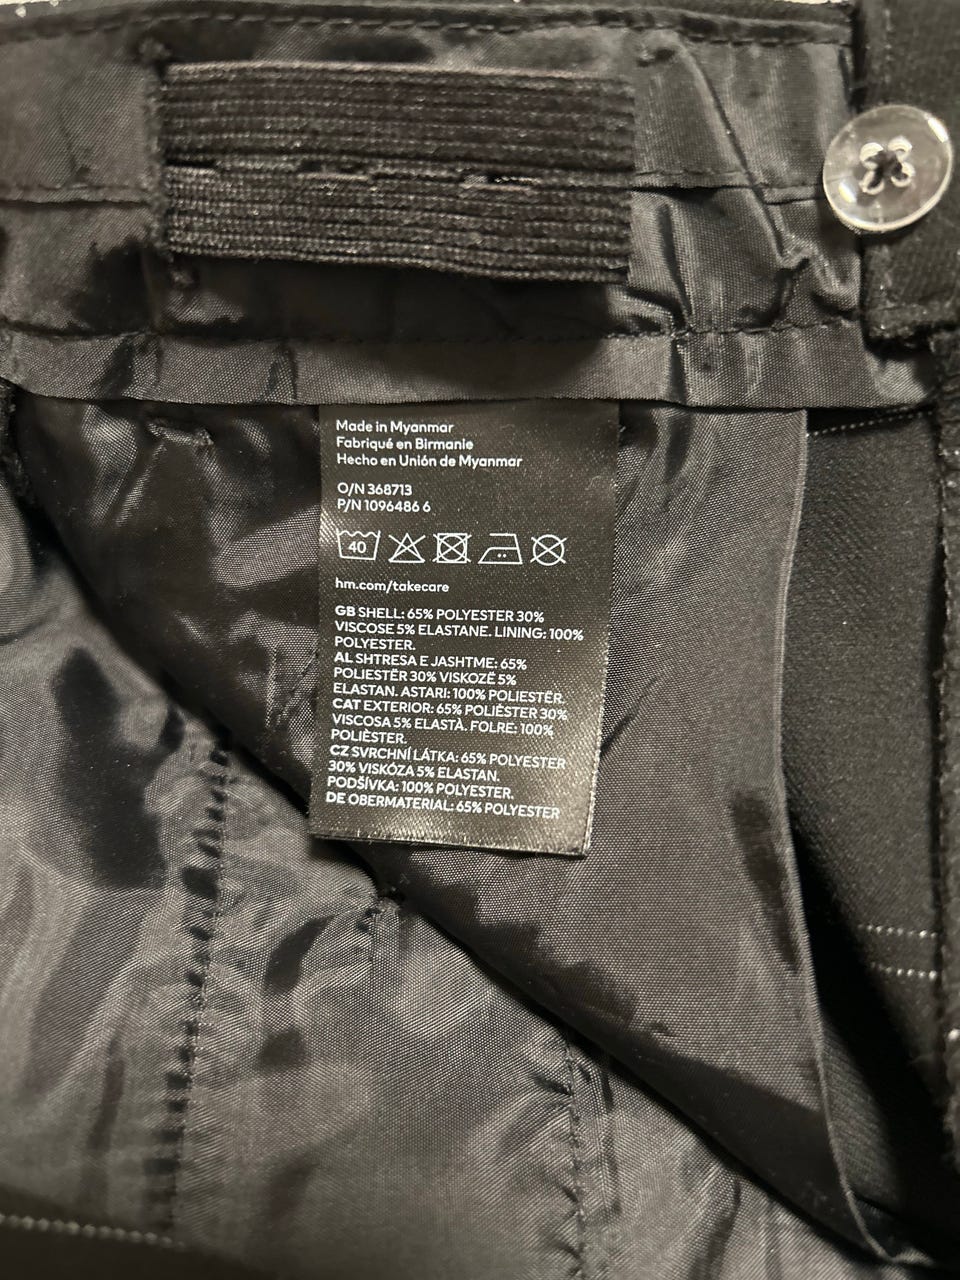 Made in Myanmar
Fabriqué en Birmanie
Hecho en Unión de Myanmar
O/N 368713
P/N 1096486 6
40
hm.com/takecare
GB SHELL: 65% POLYESTER 30%
VISCOSE 5% ELASTANE. LINING: 100%
POLYESTER.
AL SHTRESA E JASHTME: 65%
POLIESTËR 30% VISKOZË 5%
ELASTAN. ASTARI: 100% POLIESTËR.
CAT EXTERIOR: 65% POLIÈSTER 30%
VISCOSA 5% ELASTÀ. FOLRE: 100%
POLIÈSTER.
CZ SVRCHNÍ LÁTKA: 65% POLYESTER
30% VISKÓZA 5% ELASTAN.
PODŠÍVKA: 100% POLYESTER.
DE OBERMATERIAL: 65% POLYESTER